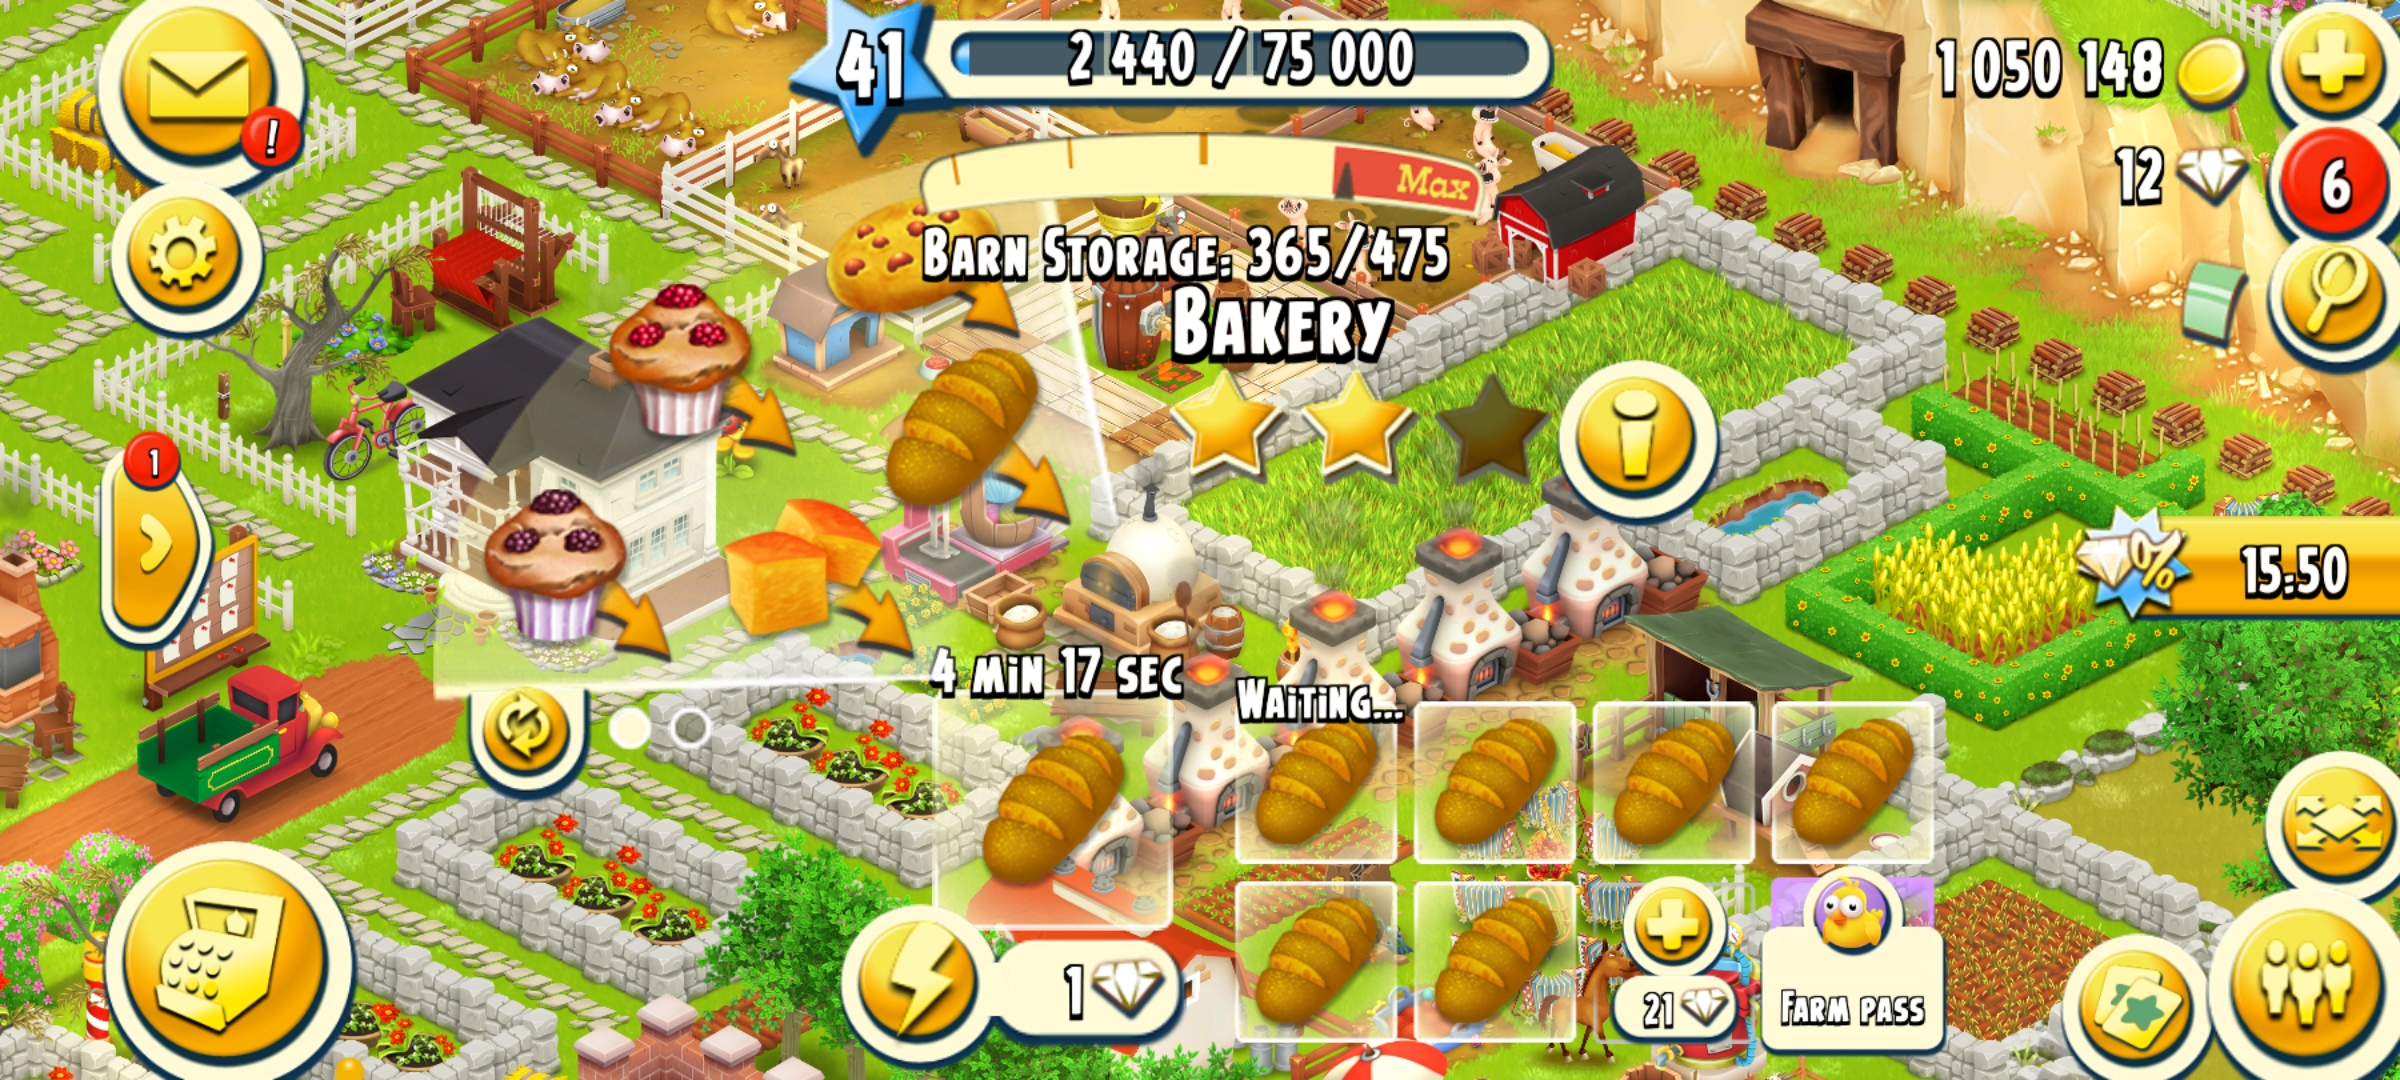 41
2 440 / 75 000
1 050 148
!
Max
12
6
Barn Storage: 365/475
Bakery
1
%
15:50
4 min 17 sec
Waiting...
1
21
Farm pass